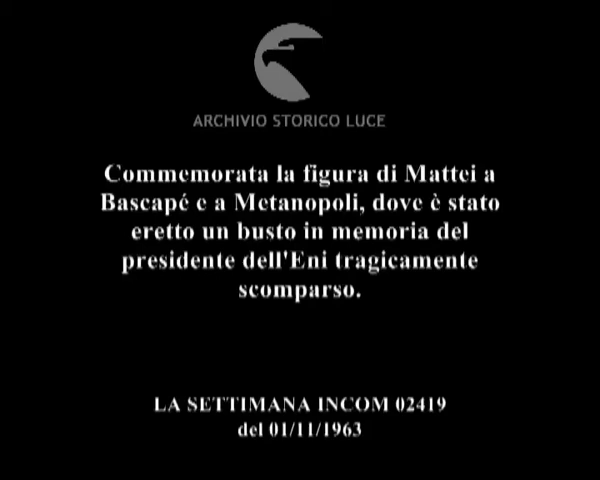 ARCHIVIO STORICO LUCE
Commemorata la figura di Mattei a
Bascapé e a Metanopoli, dove è stato
eretto un busto in memoria del
presidente dell'Eni tragicamente
scomparso.
LA SETTIMANA INCOM 02419
del 01/11/1963